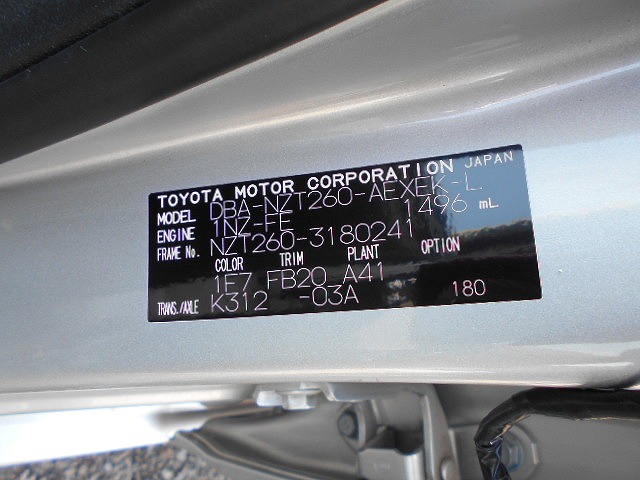 TOYOTA MOTOR CORPORATION JAPAN
MODEL DBA-NZT260-AEXEK-L
ENGINE 1NZ-FE 1496 mL
FRAME No. NZT260-3180241
COLOR TRIM PLANT OPTION
1E7 FB20 A41
TRANS./AXLE K312 -03A 180